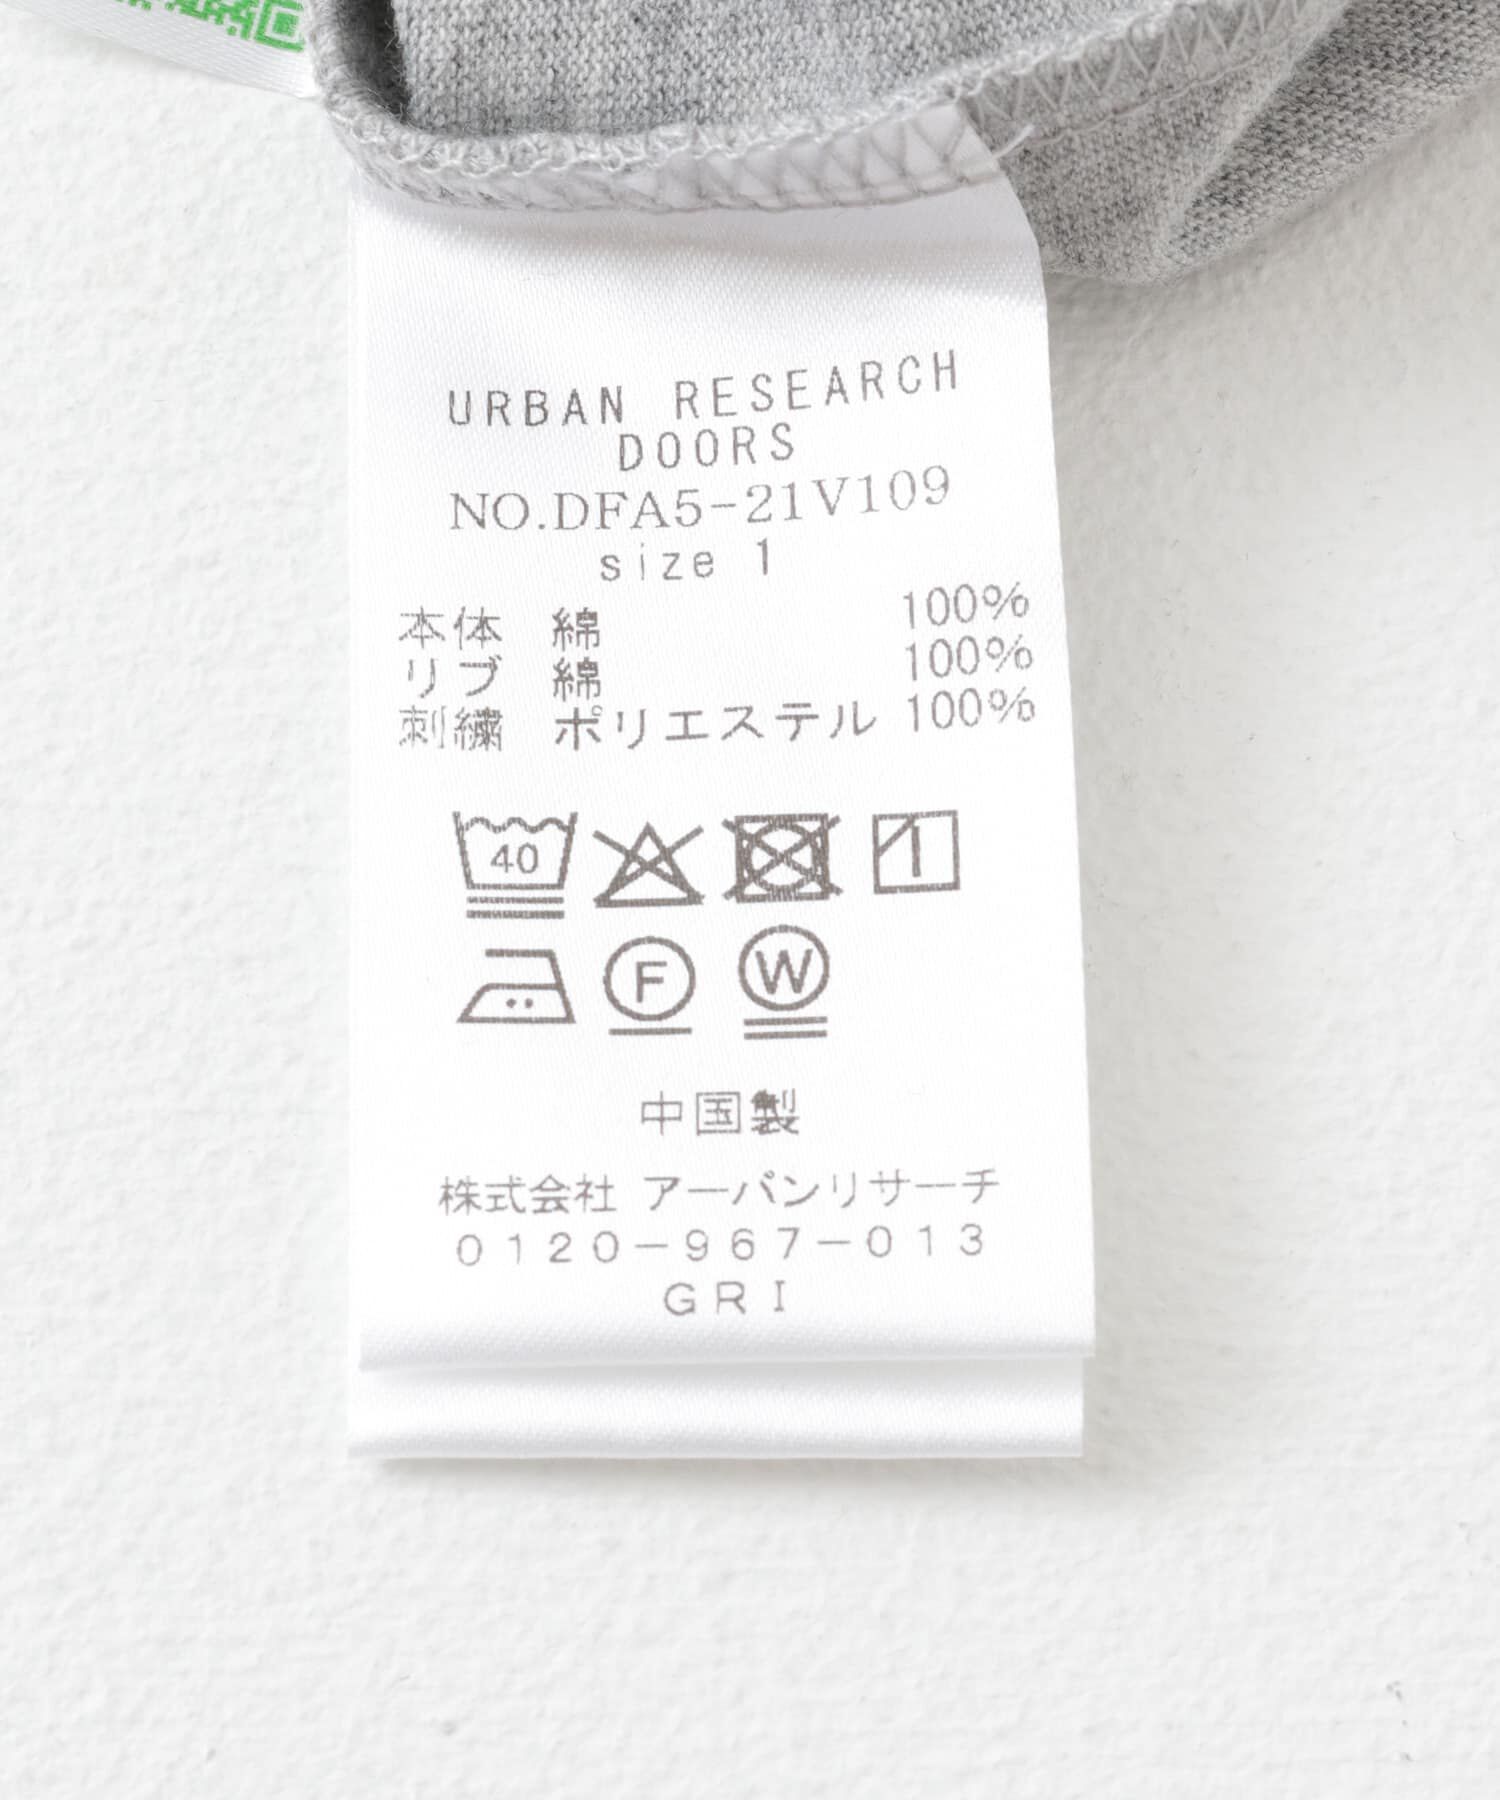 URBAN RESEARCH
DOORS
NO.DFA5-21V109
size 1
本体 綿 100%
リブ 綿 100%
刺繍 ポリエステル 100%
40 1
F W
中国製
株式会社 アーバンリサーチ
0120-967-013
GRI